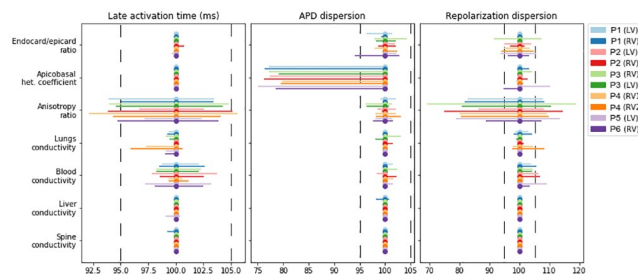 Late activation time (ms)
APD dispersion
Repolarization dispersion
Endocard/epicard
ratio
Apicobasal
het. coefficient
Anisotropy
ratio
Lungs
conductivity
Blood
conductivity
Liver
conductivity
Spine
conductivity
92.5 95.0 97.5 100.0 102.5 105.0
75 80 85 90 95 100 105
70 80 90 100 110 120
P1 (LV)
P1 (RV)
P2 (LV)
P2 (RV)
P3 (RV)
P3 (LV)
P4 (RV)
P4 (RV)
P5 (LV)
P6 (RV)